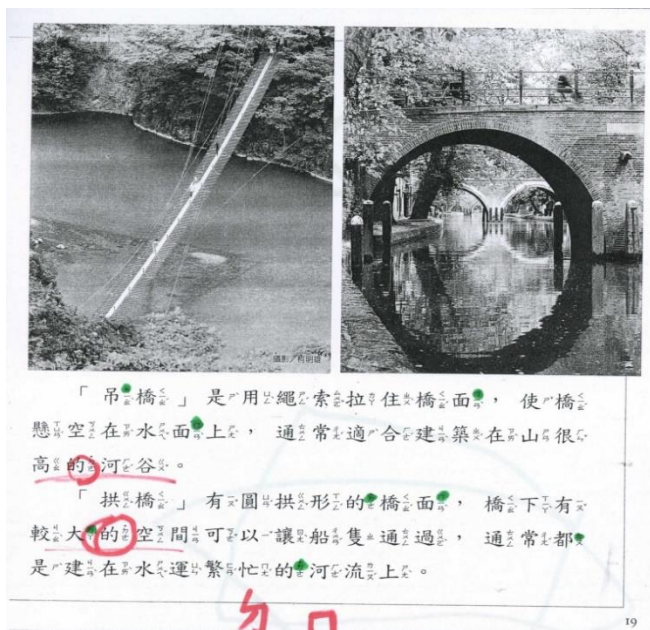 攝影/
「吊橋」是用繩索拉住橋面，使橋
懸空在水面上，通常適合建築在山很
高的河谷。
「拱橋」有圓拱形的橋面，橋下有
較大的空間可以讓船隻通過，通常都
是建在水運繁忙的河流上。
ㄉ ㄇ
19